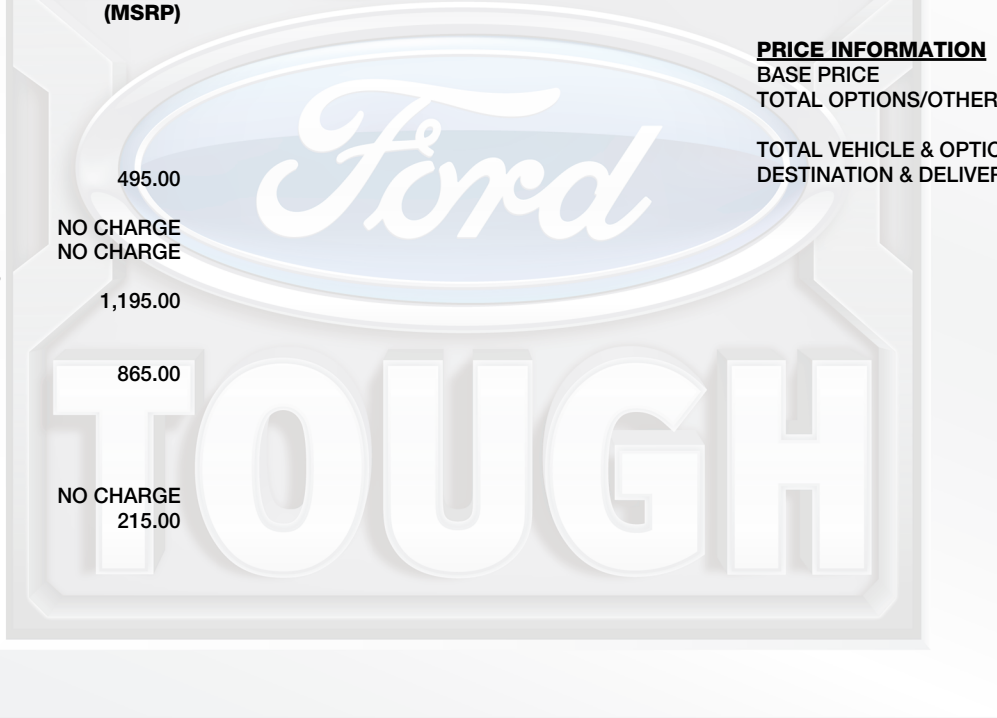 (MSRP)
495.00
NO CHARGE
NO CHARGE
1,195.00
865.00
NO CHARGE
215.00
PRICE INFORMATION
BASE PRICE
TOTAL OPTIONS/OTHER
TOTAL VEHICLE & OPTIO
DESTINATION & DELIVER
Ford
TOUGH